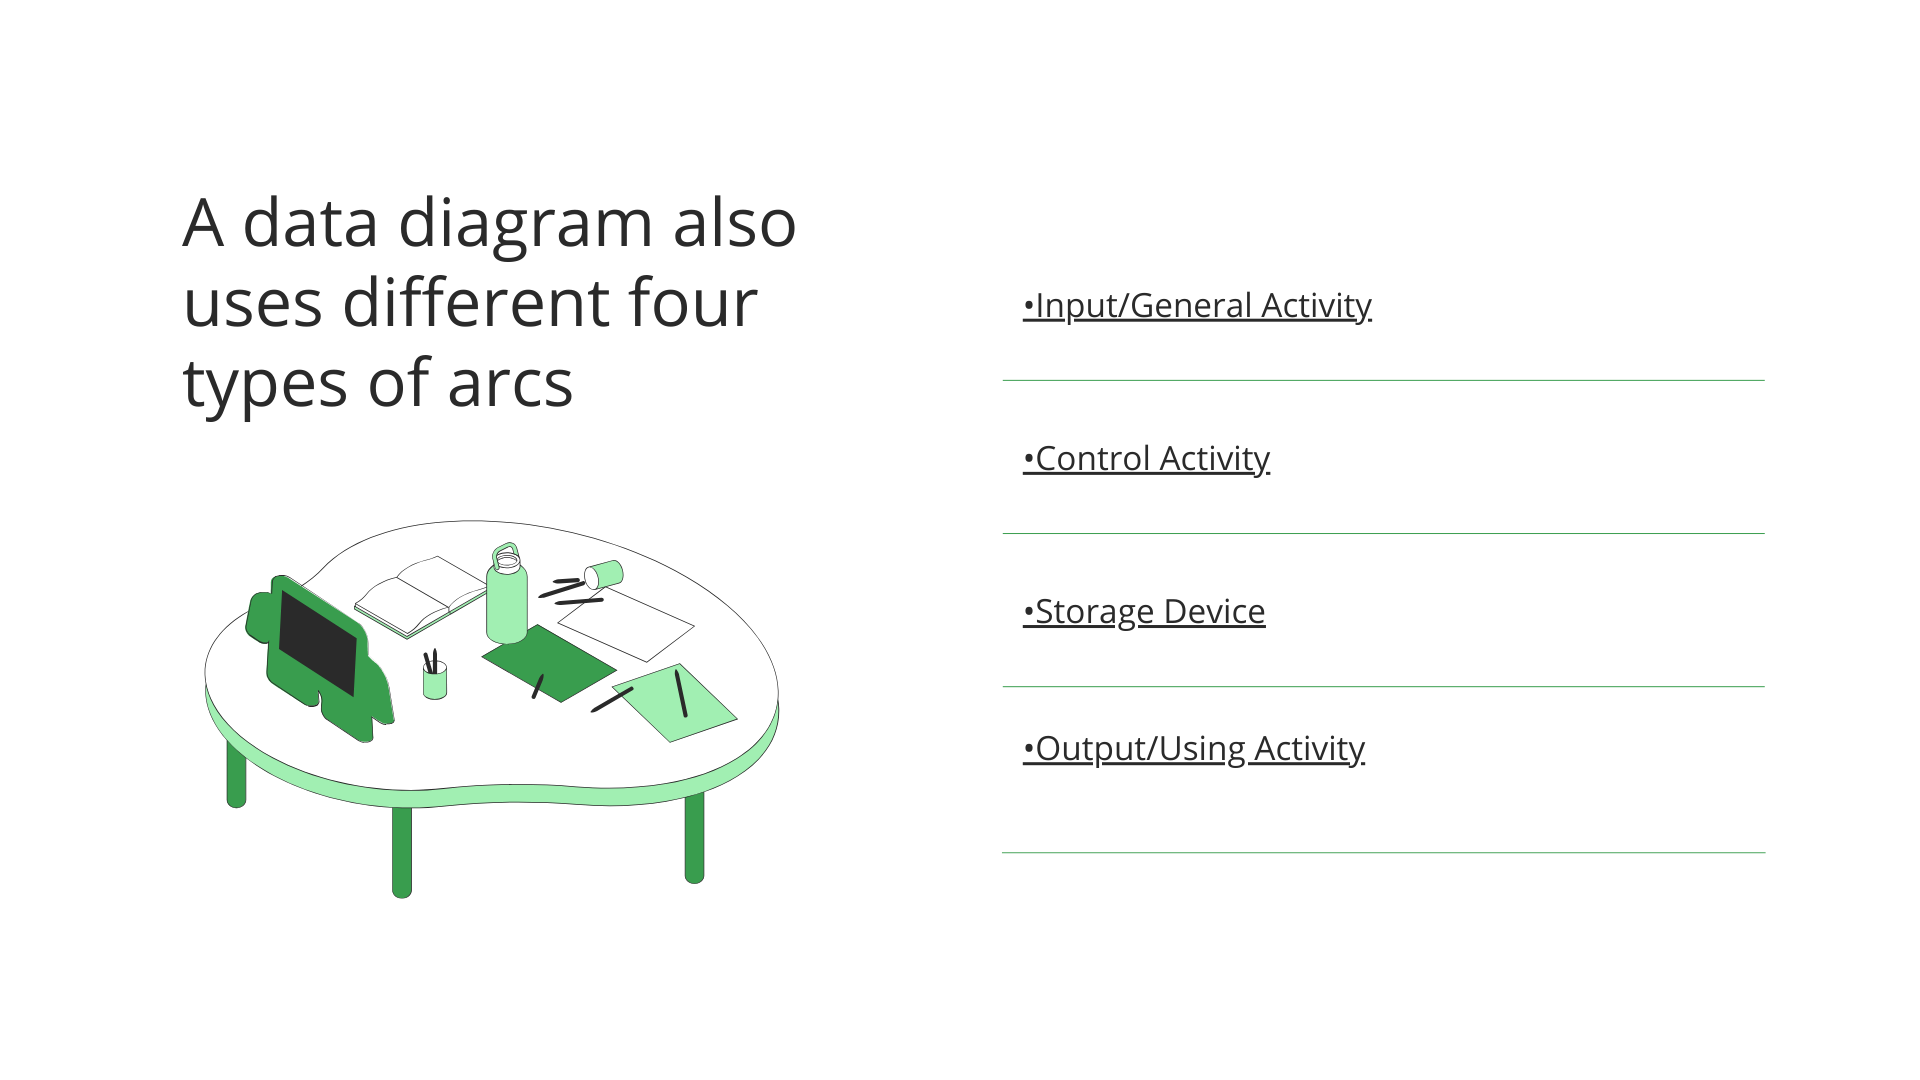 A data diagram also
uses different four
types of arcs
•Input/General Activity
•Control Activity
•Storage Device
•Output/Using Activity